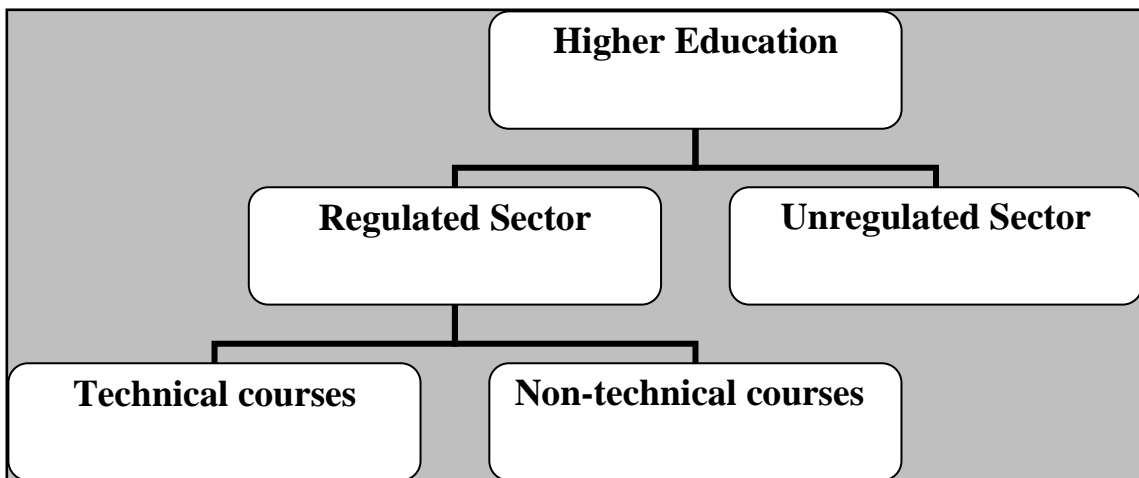 Higher Education
Regulated Sector
Unregulated Sector
Technical courses
Non-technical courses